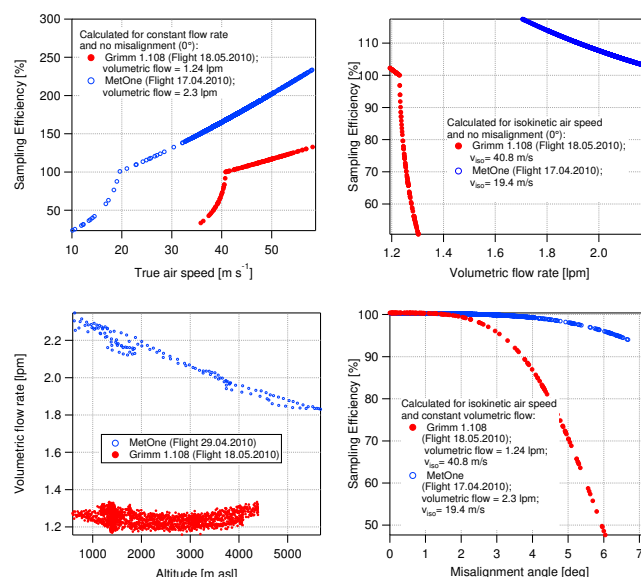 Sampling Efficiency [%]
300
250
200
150
100
50
Calculated for constant flow rate
and no misalignment (0°):
Grimm 1.108 (Flight 18.05.2010);
volumetric flow = 1.24 lpm
MetOne (Flight 17.04.2010);
volumetric flow = 2.3 lpm
10 20 30 40 50
True air speed [m s⁻¹]
Sampling Efficiency [%]
110
100
90
80
70
60
Calculated for isokinetic air speed
and no misalignment (0°):
Grimm 1.108 (Flight 18.05.2010);
v_iso= 40.8 m/s
MetOne (Flight 17.04.2010);
v_iso= 19.4 m/s
1.2 1.4 1.6 1.8 2.0
Volumetric flow rate [lpm]
Volumetric flow rate [lpm]
2.2
2.0
1.8
1.6
1.4
1.2
MetOne (Flight 29.04.2010)
Grimm 1.108 (Flight 18.05.2010)
1000 2000 3000 4000 5000
Altitude [m asl]
Sampling Efficiency [%]
100
90
80
70
60
50
Calculated for isokinetic air speed
and constant volumetric flow:
Grimm 1.108
(Flight 18.05.2010);
volumetric flow = 1.24 lpm;
v_iso= 40.8 m/s
MetOne
(Flight 17.04.2010);
volumetric flow = 2.3 lpm;
v_iso= 19.4 m/s
0 1 2 3 4 5 6 7
Misalignment angle [deg]